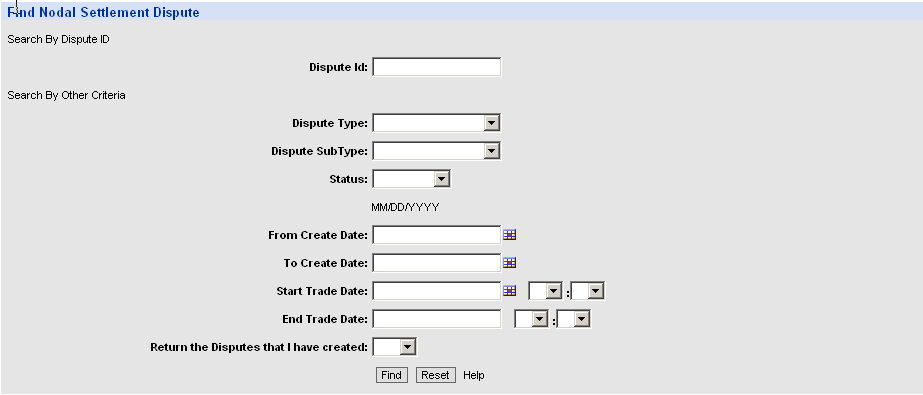 Find Nodal Settlement Dispute
Search By Dispute ID
Dispute Id:
Search By Other Criteria
Dispute Type:
Dispute SubType:
Status:
MM/DD/YYYY
From Create Date:
To Create Date:
Start Trade Date: :
End Trade Date: :
Return the Disputes that I have created:
Find Reset Help